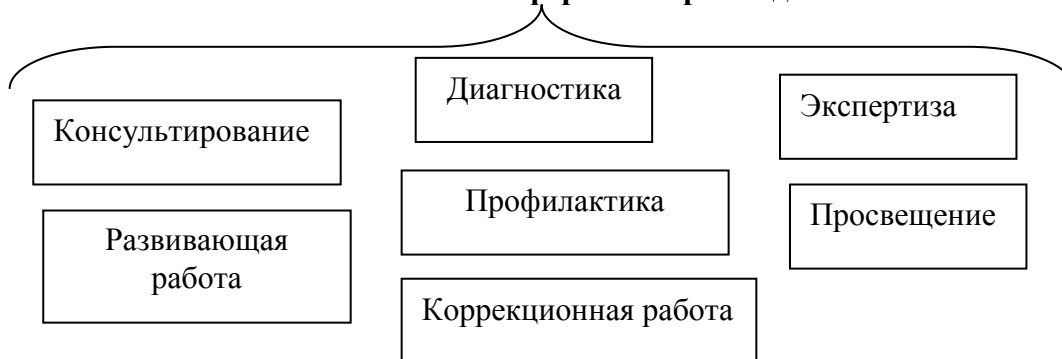 Диагностика
Экспертиза
Консультирование
Профилактика
Просвещение
Развивающая
работа
Коррекционная работа